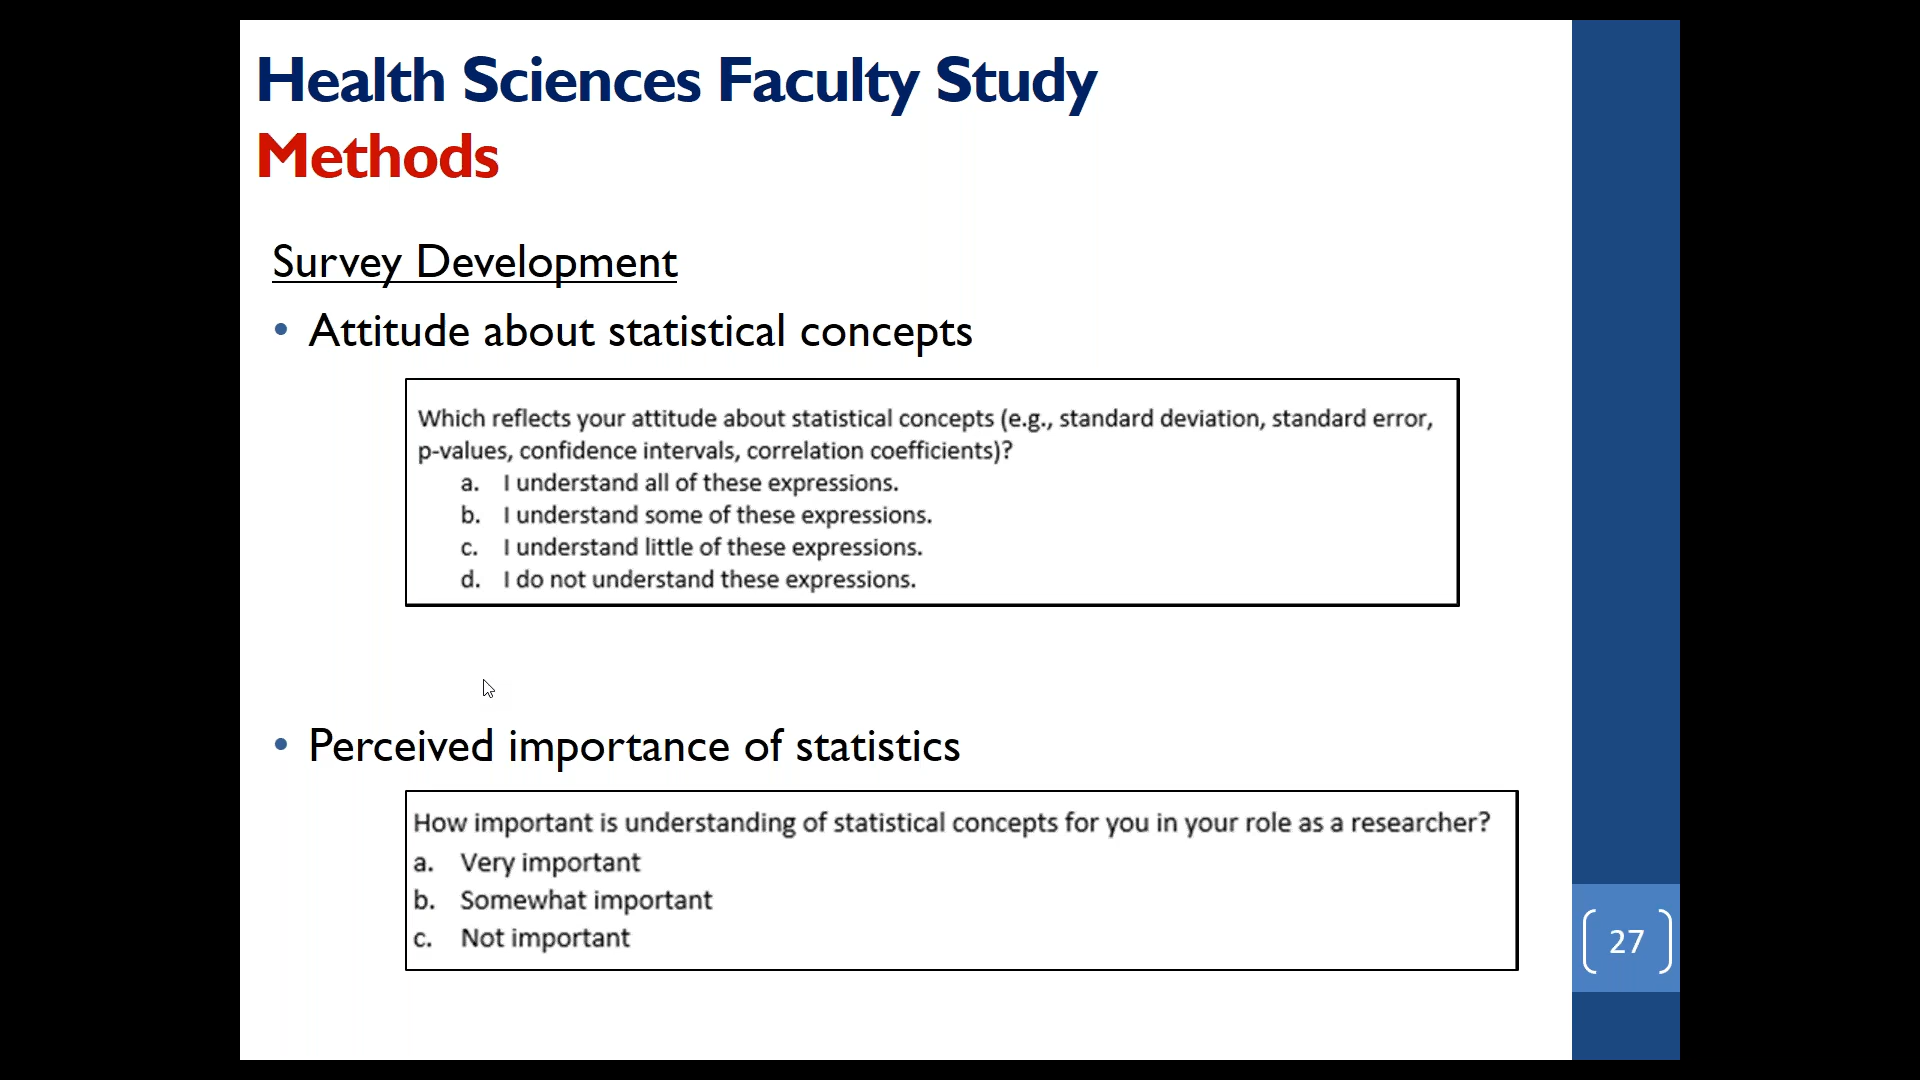 Health Sciences Faculty Study
Methods
Survey Development
• Attitude about statistical concepts
Which reflects your attitude about statistical concepts (e.g., standard deviation, standard error,
p-values, confidence intervals, correlation coefficients)?
a. I understand all of these expressions.
b. I understand some of these expressions.
c. I understand little of these expressions.
d. I do not understand these expressions.
• Perceived importance of statistics
How important is understanding of statistical concepts for you in your role as a researcher?
a. Very important
b. Somewhat important
c. Not important
27